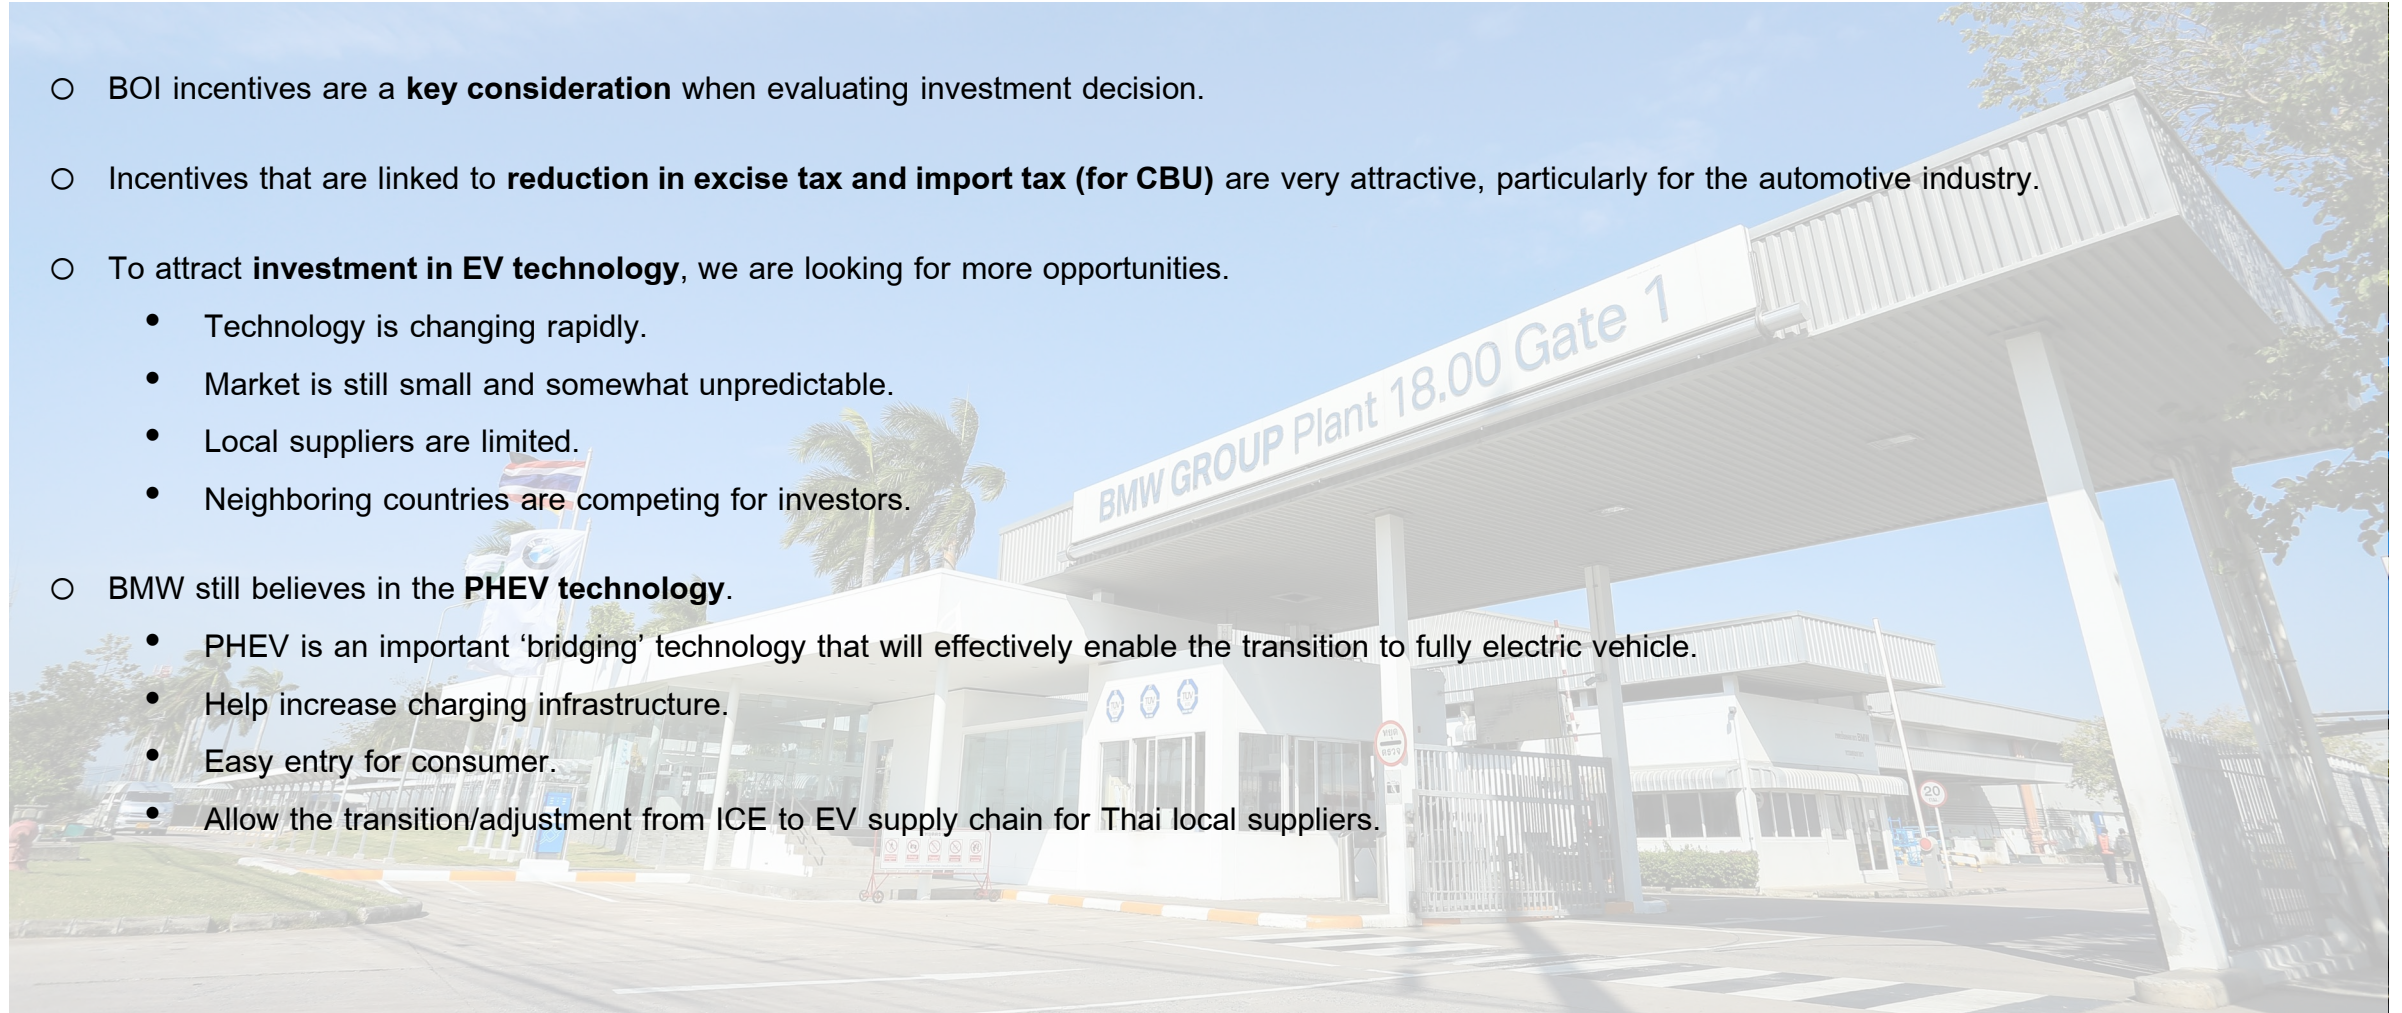 BOI incentives are a key consideration when evaluating investment decision.
Incentives that are linked to reduction in excise tax and import tax (for CBU) are very attractive, particularly for the automotive industry.
To attract investment in EV technology, we are looking for more opportunities.
Technology is changing rapidly.
Market is still small and somewhat unpredictable.
Local suppliers are limited.
Neighboring countries are competing for investors.
BMW GROUP Plant 18.00 Gate 1
BMW still believes in the PHEV technology.
PHEV is an important ‘bridging’ technology that will effectively enable the transition to fully electric vehicle.
Help increase charging infrastructure.
Easy entry for consumer.
Allow the transition/adjustment from ICE to EV supply chain for Thai local suppliers.
20